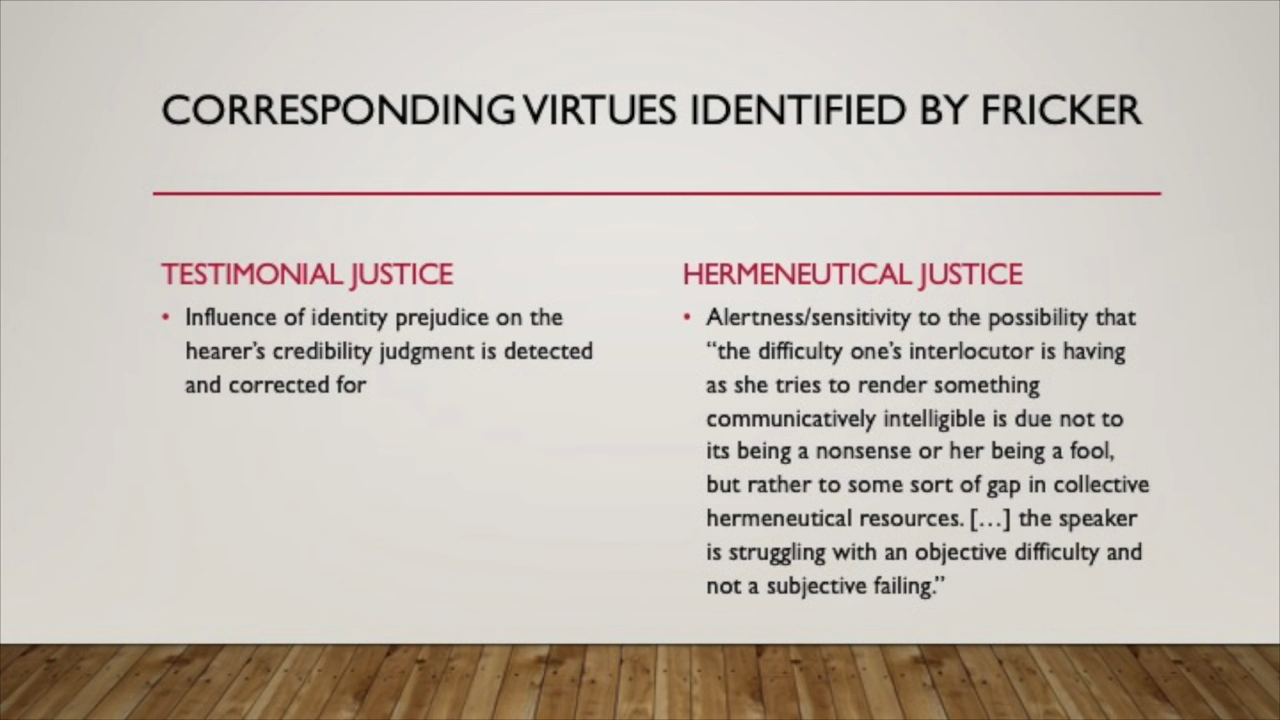 CORRESPONDING VIRTUES IDENTIFIED BY FRICKER
TESTIMONIAL JUSTICE
• Influence of identity prejudice on the
hearer’s credibility judgment is detected
and corrected for
HERMENEUTICAL JUSTICE
• Alertness/sensitivity to the possibility that
“the difficulty one’s interlocutor is having
as she tries to render something
communicatively intelligible is due not to
its being a nonsense or her being a fool,
but rather to some sort of gap in collective
hermeneutical resources. […] the speaker
is struggling with an objective difficulty and
not a subjective failing.”